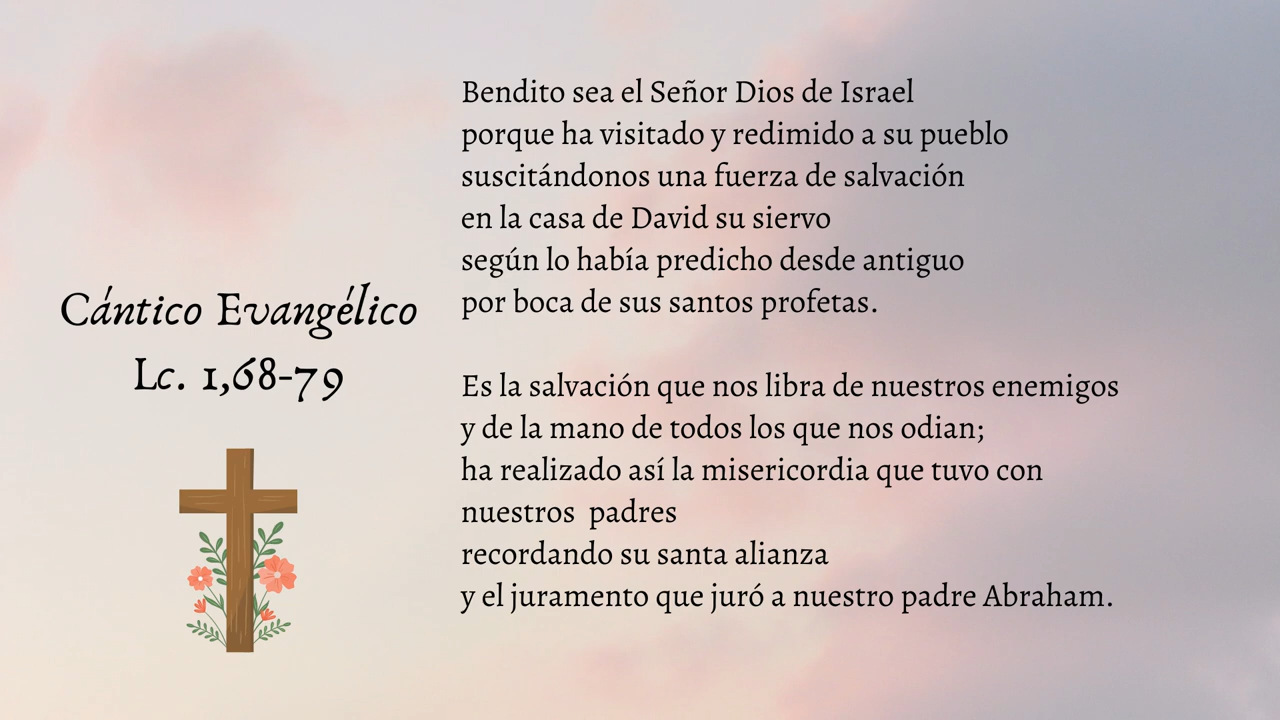 Cántico Evangélico
Lc. 1,68-79
Bendito sea el Señor Dios de Israel
porque ha visitado y redimido a su pueblo
suscitándonos una fuerza de salvación
en la casa de David su siervo
según lo había predicho desde antiguo
por boca de sus santos profetas.
Es la salvación que nos libra de nuestros enemigos
y de la mano de todos los que nos odian;
ha realizado así la misericordia que tuvo con
nuestros  padres
recordando su santa alianza
y el juramento que juró a nuestro padre Abraham.